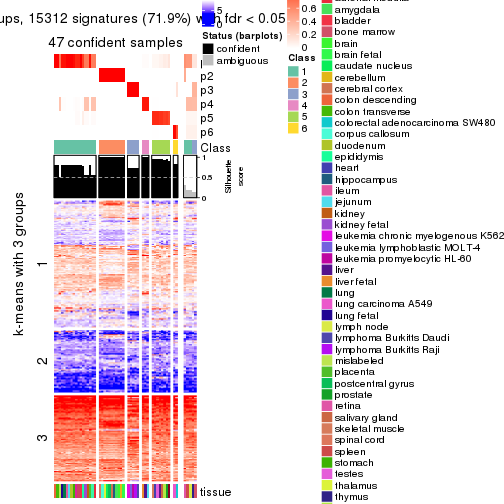 ups, 15312 signatures (71.9%) with fdr < 0.05
47 confident samples
p2
p3
p4
p5
p6
Class
1
0.5
0
Silhouette
score
k-means with 3 groups
1
2
3
tissue
5
0
Status (barplots)
confident
ambiguous
0.6
0.4
0.2
0
Class
1
2
3
4
5
6
amygdala
bladder
bone marrow
brain
brain fetal
caudate nucleus
cerebellum
cerebral cortex
colon descending
colon transverse
colorectal adenocarcinoma SW480
corpus callosum
duodenum
epididymis
heart
hippocampus
ileum
jejunum
kidney
kidney fetal
leukemia chronic myelogenous K562
leukemia lymphoblastic MOLT-4
leukemia promyelocytic HL-60
liver
liver fetal
lung
lung carcinoma A549
lung fetal
lymph node
lymphoma Burkitts Daudi
lymphoma Burkitts Raji
mislabeled
placenta
postcentral gyrus
prostate
retina
salivary gland
skeletal muscle
spinal cord
spleen
stomach
testes
thalamus
thymus